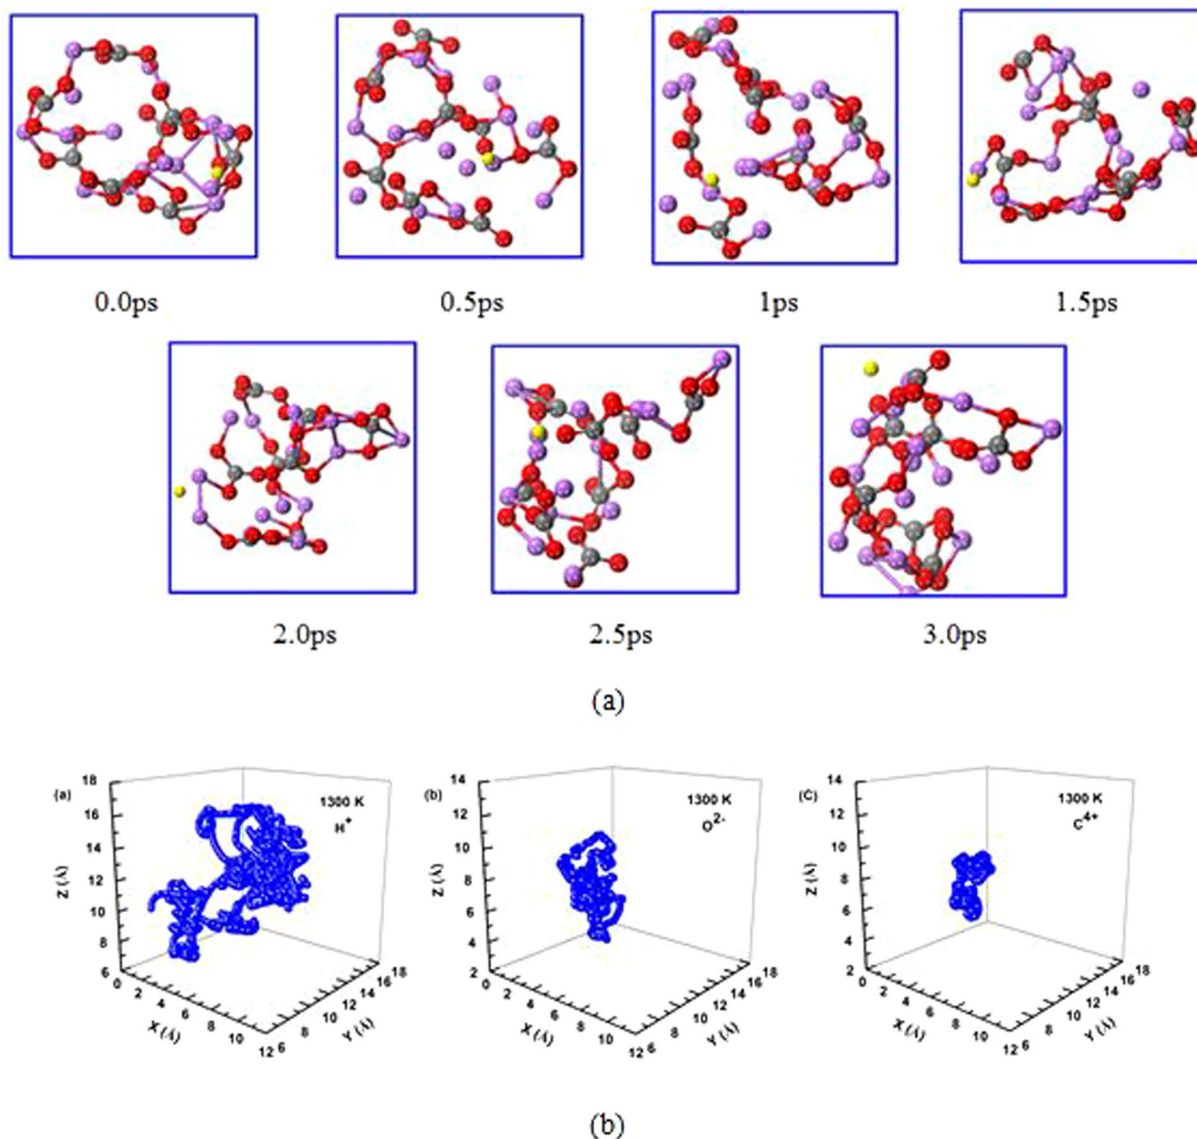 0.0ps 0.5ps 1ps 1.5ps
2.0ps 2.5ps 3.0ps
(a)
(a) 1300 K
H+
Z (Å)
18
16
14
12
10
8
6
0 2 4 6 8 10 12
X (Å)
6 8 10 12 14 16 18
Y (Å)
(b) 1300 K
O2-
Z (Å)
14
12
10
8
6
4
2
0 2 4 6 8 10 12
X (Å)
6 8 10 12 14 16 18
Y (Å)
(C) 1300 K
C4+
Z (Å)
14
12
10
8
6
4
2
0 2 4 6 8 10 12
X (Å)
6 8 10 12 14 16 18
Y (Å)
(b)